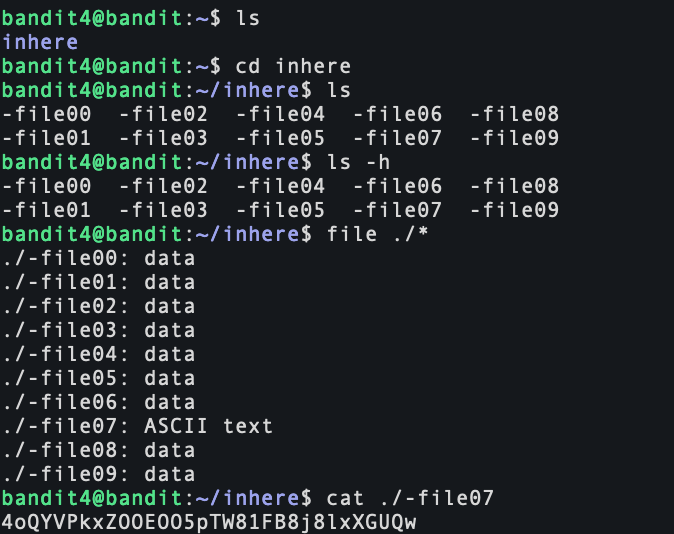 bandit4@bandit:~$ ls
inhere
bandit4@bandit:~$ cd inhere
bandit4@bandit:~/inhere$ ls
-file00  -file02  -file04  -file06  -file08
-file01  -file03  -file05  -file07  -file09
bandit4@bandit:~/inhere$ ls -h
-file00  -file02  -file04  -file06  -file08
-file01  -file03  -file05  -file07  -file09
bandit4@bandit:~/inhere$ file ./*
./-file00: data
./-file01: data
./-file02: data
./-file03: data
./-file04: data
./-file05: data
./-file06: data
./-file07: ASCII text
./-file08: data
./-file09: data
bandit4@bandit:~/inhere$ cat ./-file07
4oQYVPkxZOOEOO5pTW81FB8j8lxXGUQw